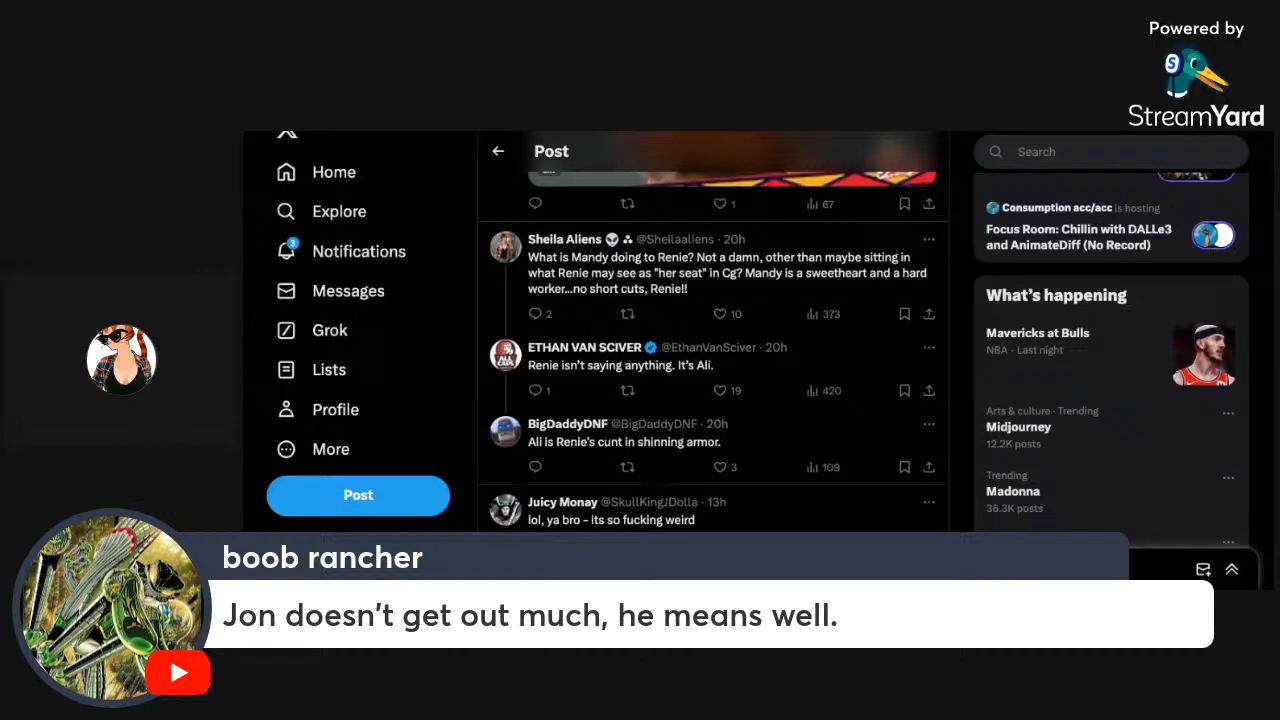 Powered by
StreamYard
Home
Explore
3
Notifications
Messages
Grok
Lists
Profile
More
Post
Post
1
67
Sheila Aliens @Sheilaaliens · 20h
What is Mandy doing to Renie? Not a damn, other than maybe sitting in
what Renie may see as "her seat" in Cg? Mandy is a sweetheart and a hard
worker...no short cuts, Renie!!
2
10
373
ETHAN VAN SCIVER @EthanVanSciver · 20h
Renie isn't saying anything. It's Ali.
1
19
420
BigDaddyDNF @BigDaddyDNF · 20h
Ali is Renie's cunt in shinning armor.
3
109
Juicy Monay @SkullKingJDolla · 13h
lol, ya bro - its so fucking weird
Search
Consumption acc/acc is hosting
Focus Room: Chillin with DALLe3
and AnimateDiff (No Record)
What's happening
Mavericks at Bulls
NBA · Last night
Arts & culture · Trending
Midjourney
12.2K posts
Trending
Madonna
36.3K posts
boob rancher
Jon doesn't get out much, he means well.